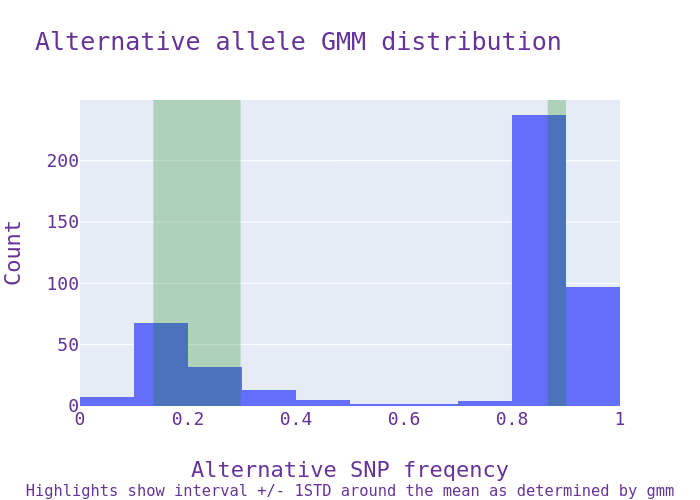 Alternative allele GMM distribution
200
150
100
50
0
Count
0
0.2
0.4
0.6
0.8
1
Alternative SNP freqency
Highlights show interval +/- 1STD around the mean as determined by gmm